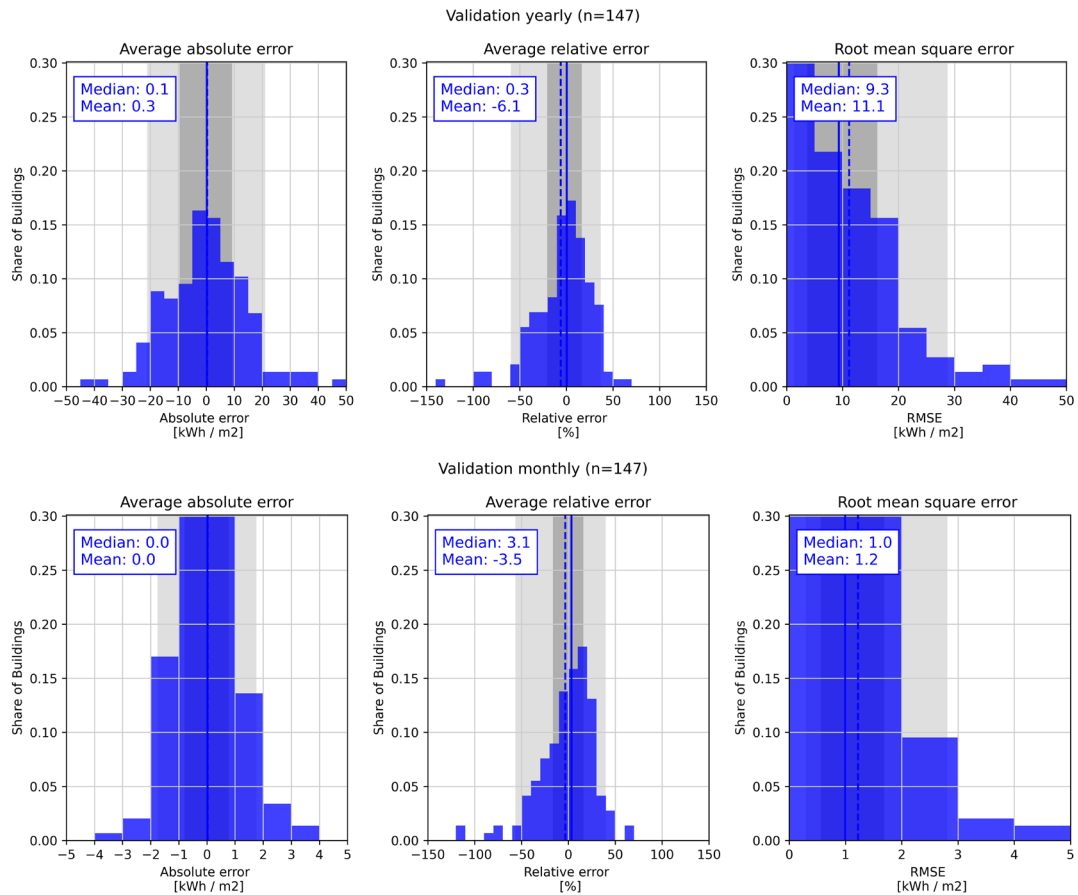 Validation yearly (n=147)
Average absolute error
Median: 0.1
Mean: 0.3
Share of Buildings
0.30
0.25
0.20
0.15
0.10
0.05
0.00
−50 −40 −30 −20 −10 0 10 20 30 40 50
Absolute error
[kWh / m2]
Average relative error
Median: 0.3
Mean: -6.1
Share of Buildings
0.30
0.25
0.20
0.15
0.10
0.05
0.00
−150 −100 −50 0 50 100 150
Relative error
[%]
Root mean square error
Median: 9.3
Mean: 11.1
Share of Buildings
0.30
0.25
0.20
0.15
0.10
0.05
0.00
0 10 20 30 40 50
RMSE
[kWh / m2]
Validation monthly (n=147)
Average absolute error
Median: 0.0
Mean: 0.0
Share of Buildings
0.30
0.25
0.20
0.15
0.10
0.05
0.00
−5 −4 −3 −2 −1 0 1 2 3 4 5
Absolute error
[kWh / m2]
Average relative error
Median: 3.1
Mean: -3.5
Share of Buildings
0.30
0.25
0.20
0.15
0.10
0.05
0.00
−150 −100 −50 0 50 100 150
Relative error
[%]
Root mean square error
Median: 1.0
Mean: 1.2
Share of Buildings
0.30
0.25
0.20
0.15
0.10
0.05
0.00
0 1 2 3 4 5
RMSE
[kWh / m2]